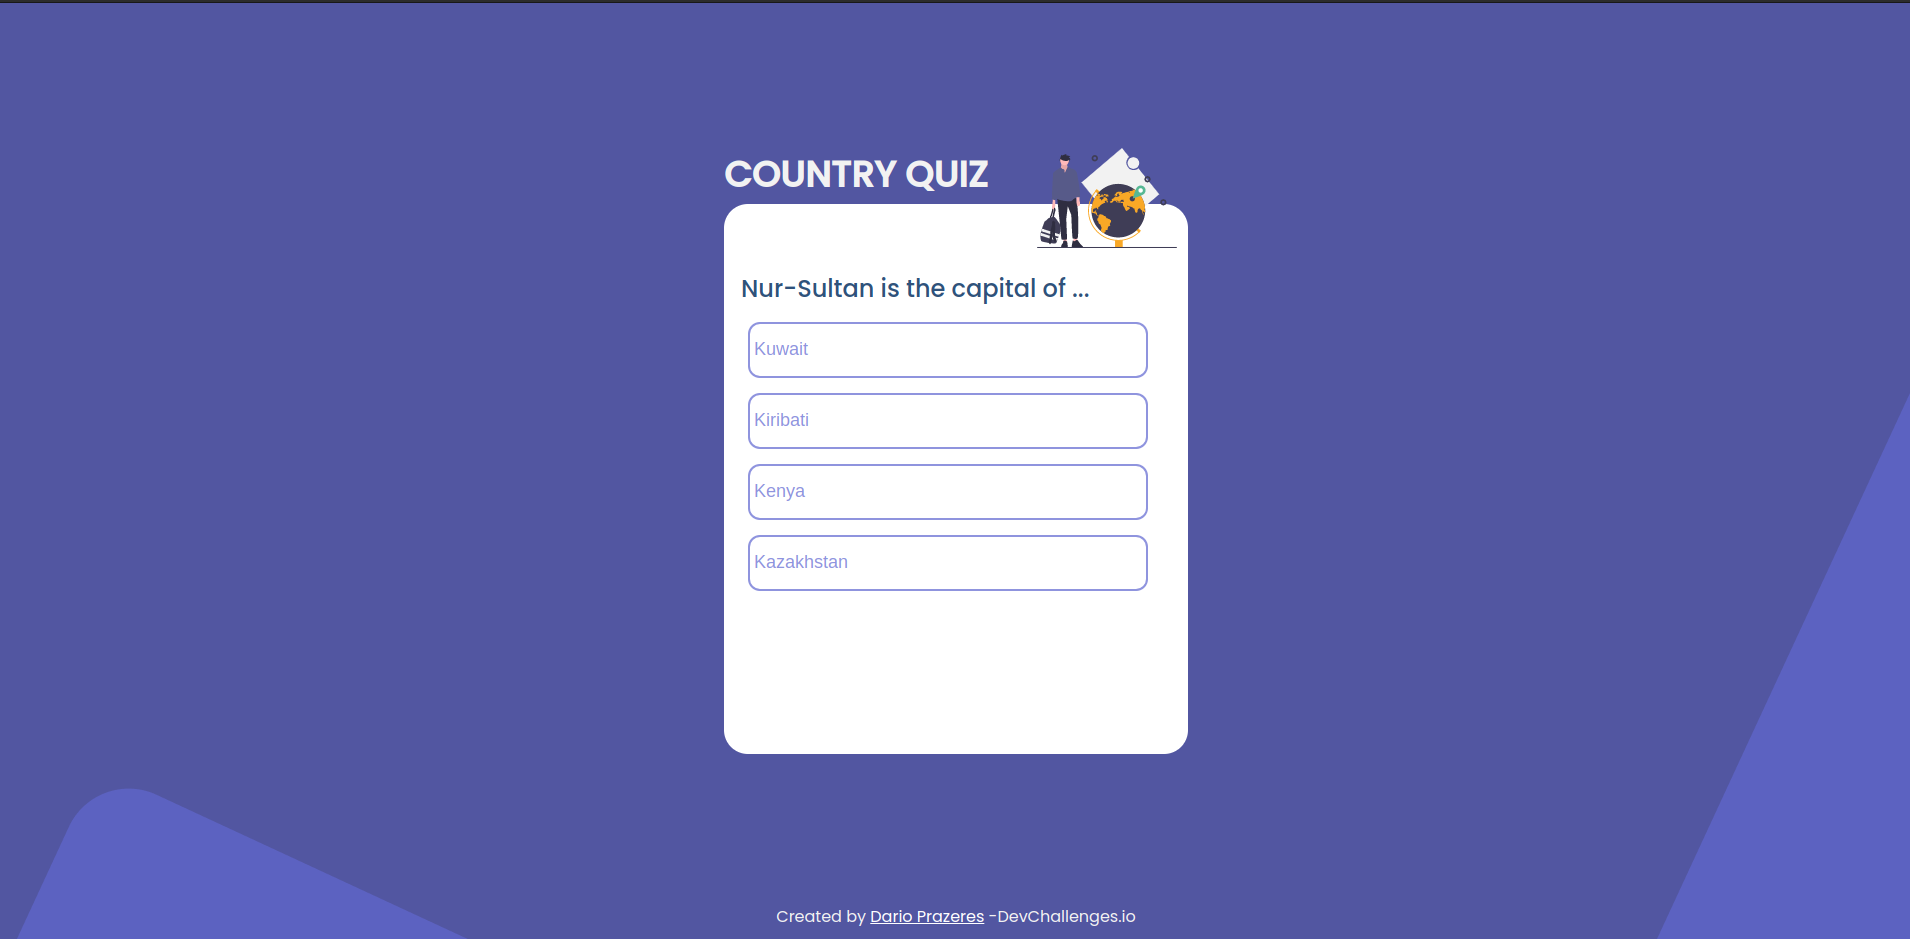 COUNTRY QUIZ
Nur-Sultan is the capital of ...
Kuwait
Kiribati
Kenya
Kazakhstan
Created by Dario Prazeres -DevChallenges.io